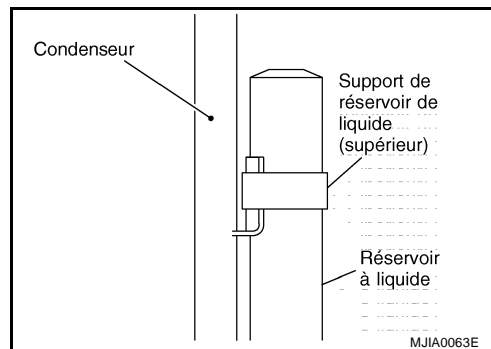 Condenseur
Support de
réservoir de
liquide
(supérieur)
Réservoir
à liquide
MJIA0063E